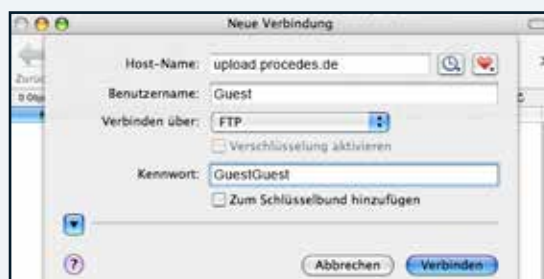 Neue Verbindung
Host-Name: upload.procedes.de
Benutzername: Guest
Verbinden über: FTP
Verschlüsselung aktivieren
Kennwort: GuestGuest
Zum Schlüsselbund hinzufügen
? Abbrechen Verbinden